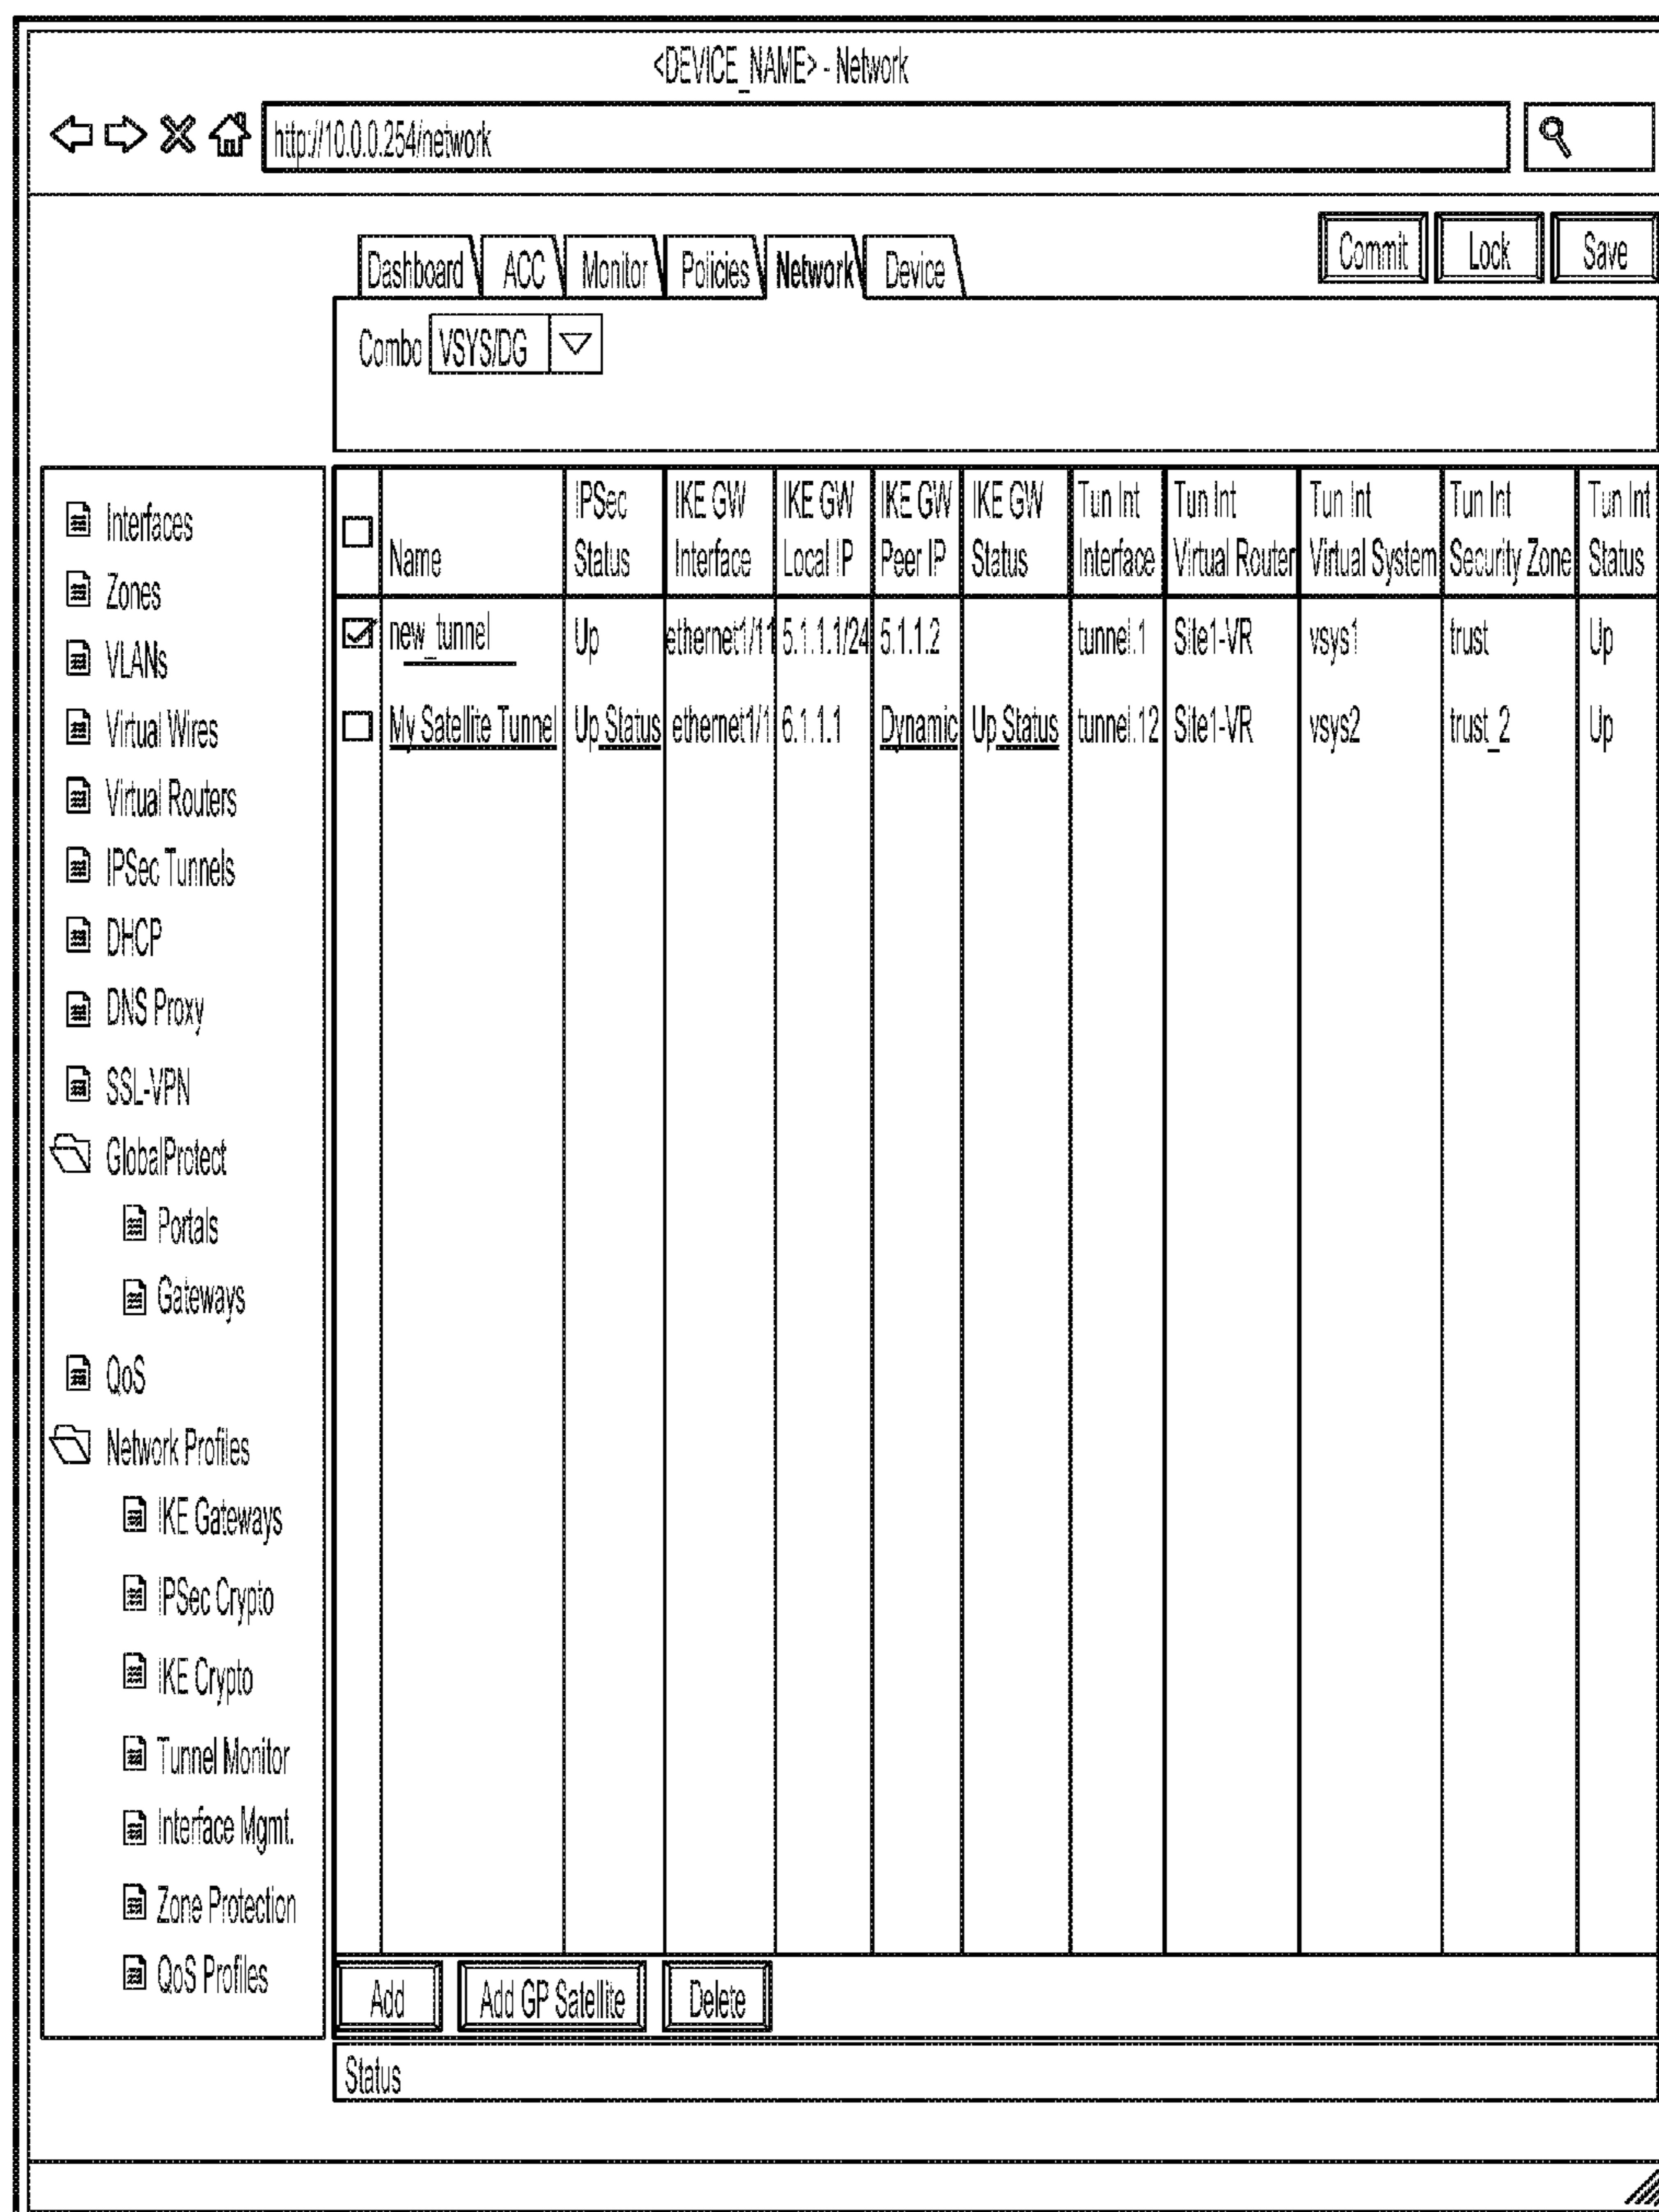 <DEVICE_NAME> - Network
http://10.0.0.254/network
Commit Lock Save
Dashboard ACC Monitor Policies Network Device
Combo VSYS/DG
Interfaces
Zones
VLANs
Virtual Wires
Virtual Routers
IPSec Tunnels
DHCP
DNS Proxy
SSL-VPN
GlobalProtect
Portals
Gateways
QoS
Network Profiles
IKE Gateways
IPSec Crypto
IKE Crypto
Tunnel Monitor
Interface Mgmt.
Zone Protection
QoS Profiles
Name IPSec Status IKE GW Interface IKE GW Local IP IKE GW Peer IP IKE GW Status Tun Int Interface Tun Int Virtual Router Tun Int Virtual System Tun Int Security Zone Tun Int Status
new_tunnel Up ethernet1/11 5.1.1.1/24 5.1.1.2 tunnel.1 Site1-VR vsys1 trust Up
My Satellite Tunnel Up Status ethernet1/1 6.1.1.1 Dynamic Up Status tunnel.12 Site1-VR vsys2 trust_2 Up
Add Add GP Satellite Delete
Status